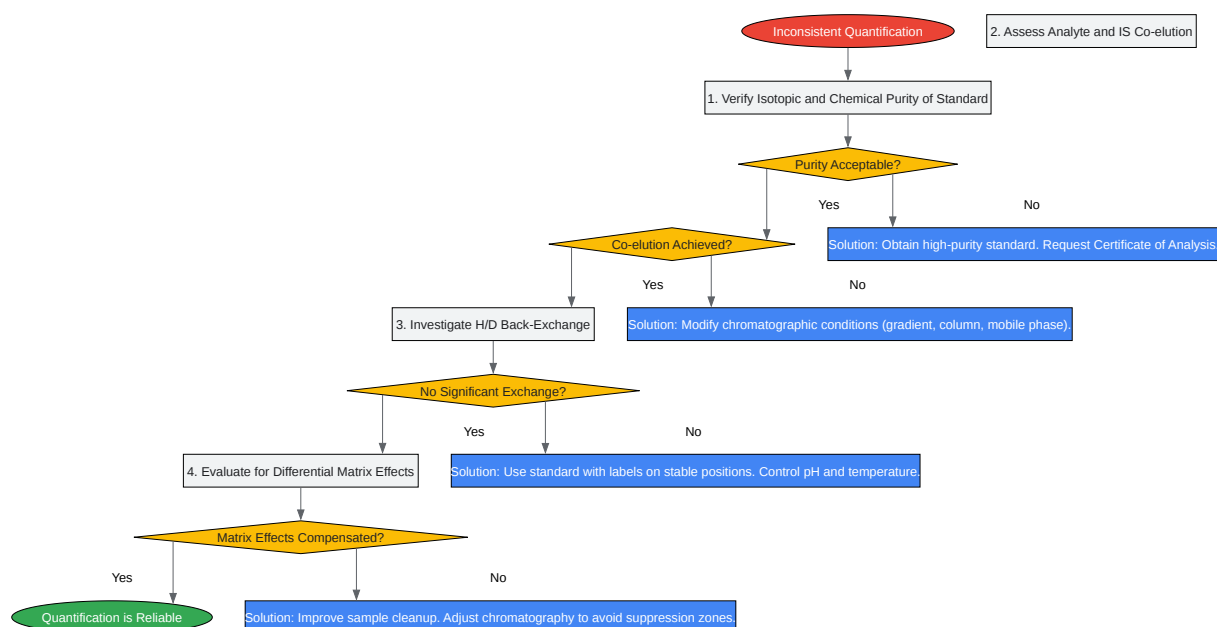 Inconsistent Quantification
2. Assess Analyte and IS Co-elution
1. Verify Isotopic and Chemical Purity of Standard
Purity Acceptable?
Yes
No
Co-elution Achieved?
Solution: Obtain high-purity standard. Request Certificate of Analysis.
Yes
No
3. Investigate H/D Back-Exchange
Solution: Modify chromatographic conditions (gradient, column, mobile phase).
No Significant Exchange?
Yes
No
4. Evaluate for Differential Matrix Effects
Solution: Use standard with labels on stable positions. Control pH and temperature.
Matrix Effects Compensated?
Yes
No
Quantification is Reliable
Solution: Improve sample cleanup. Adjust chromatography to avoid suppression zones.